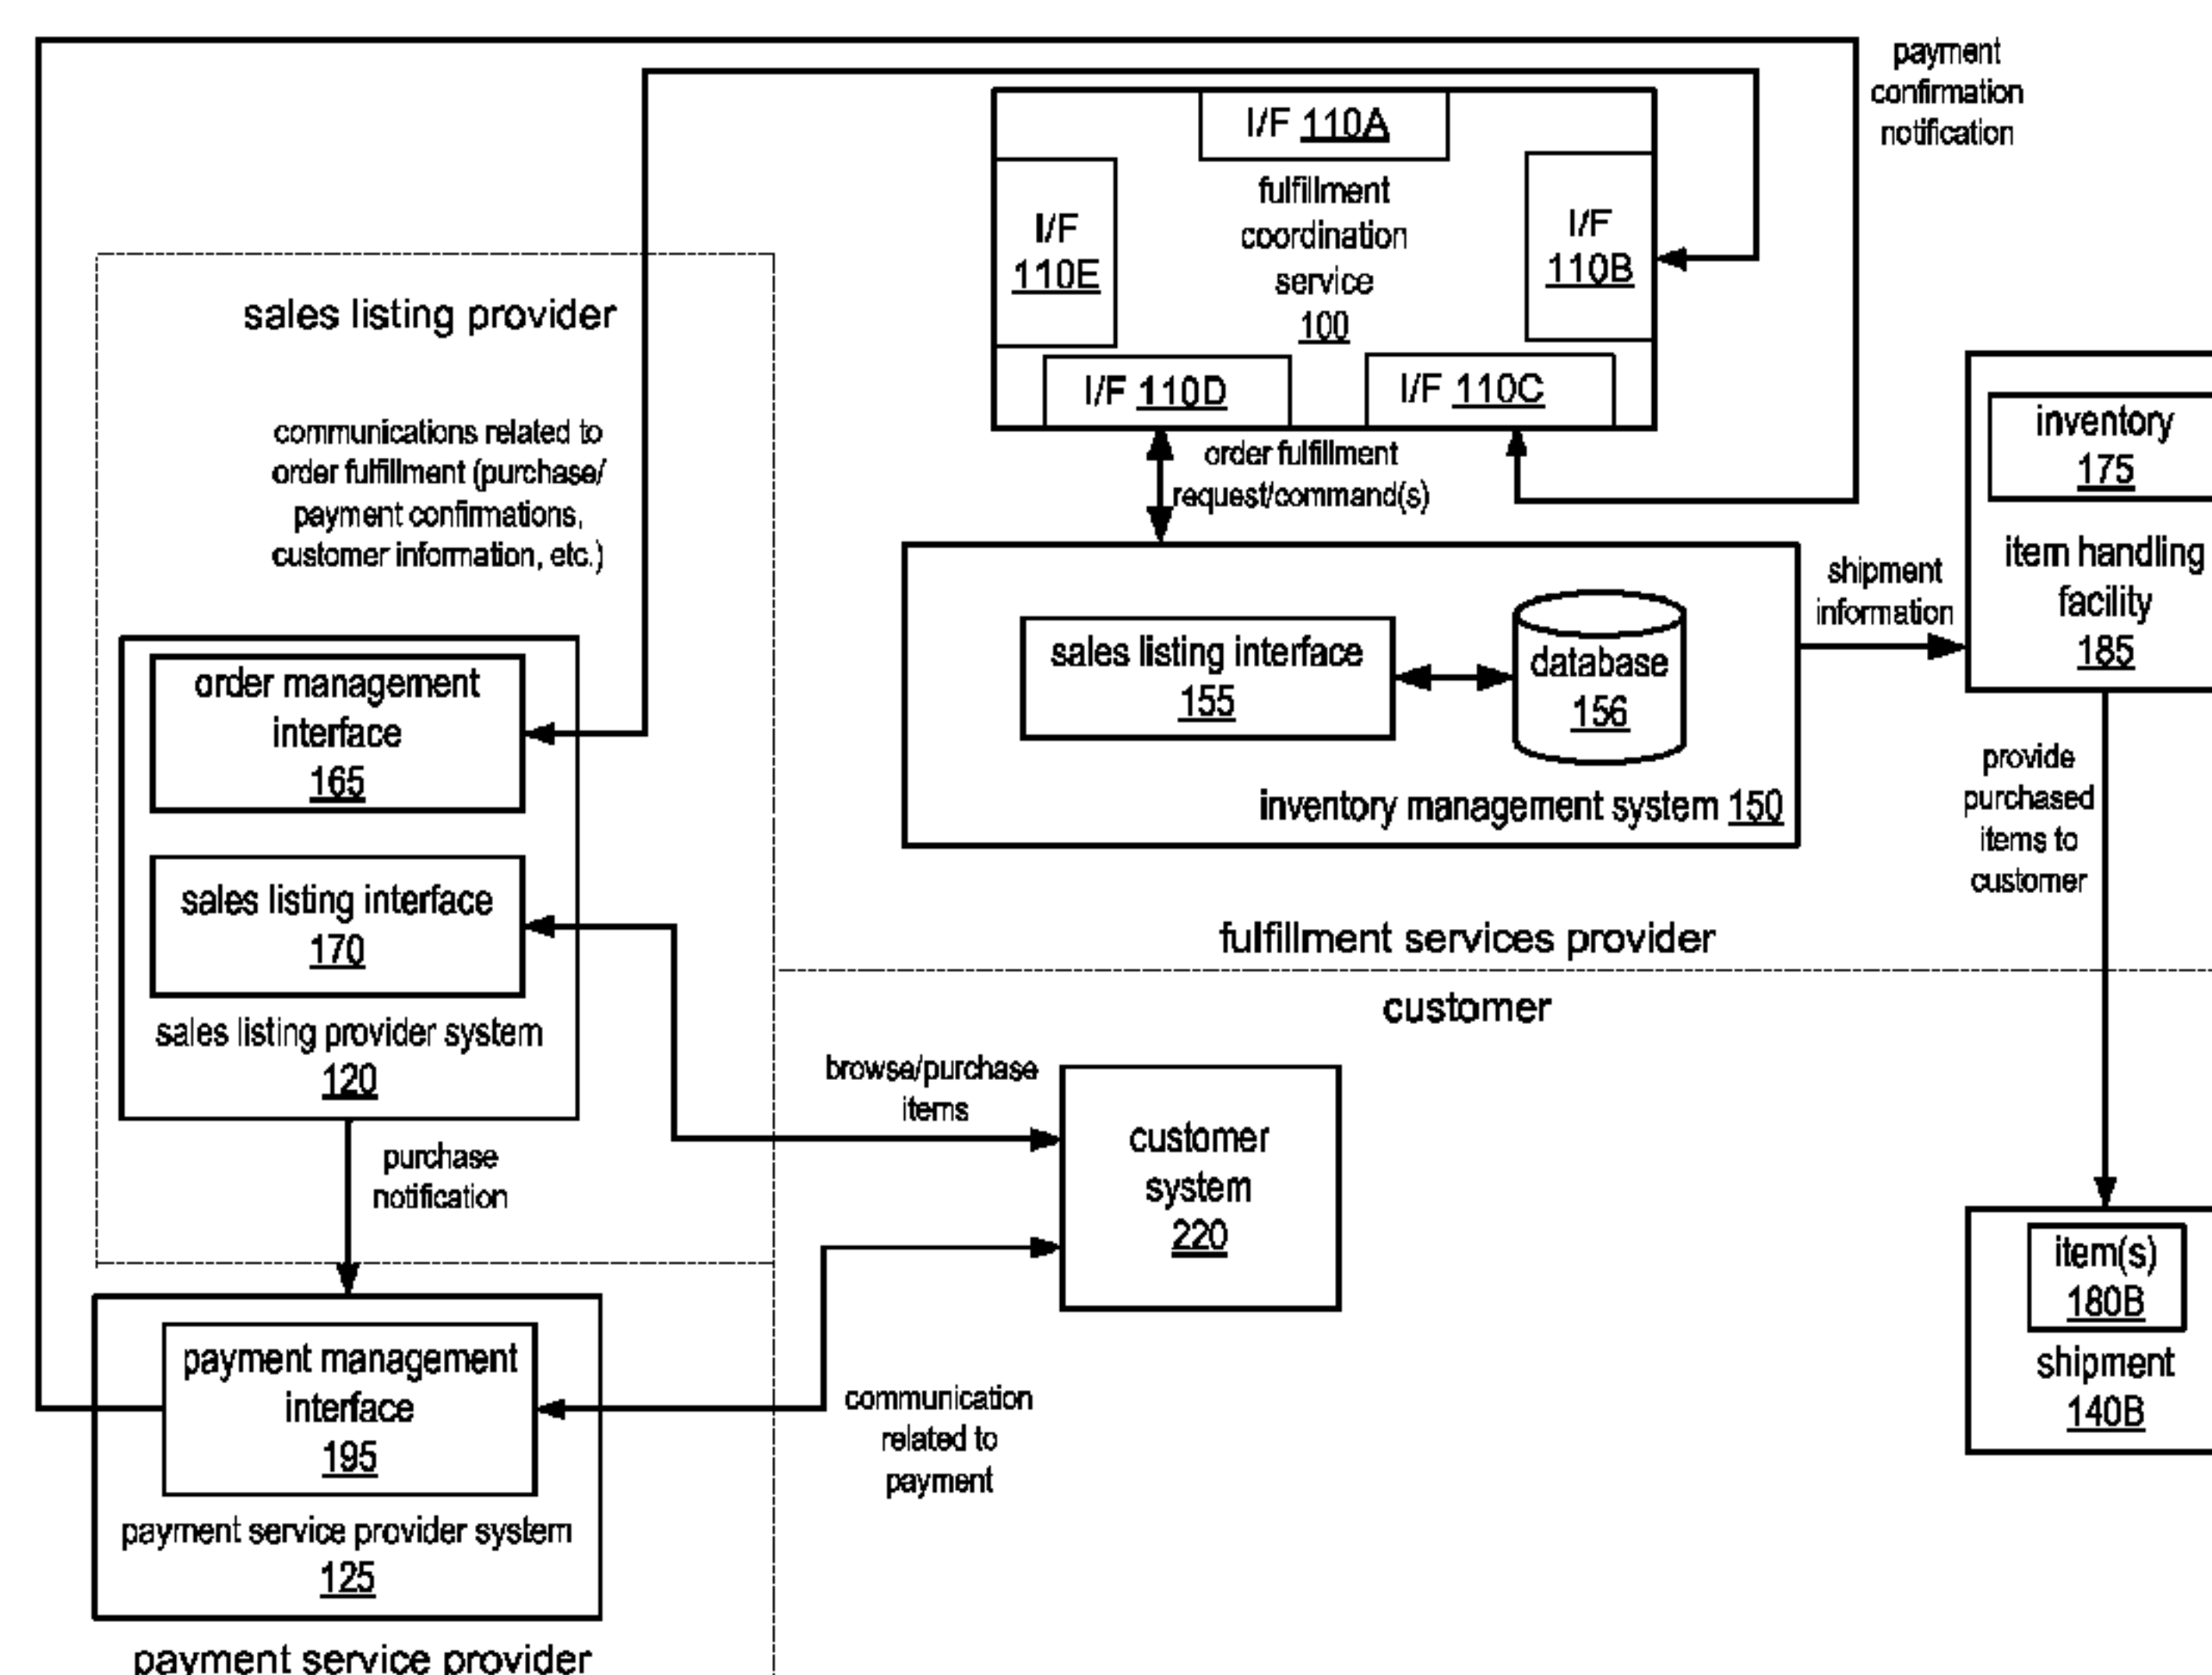 payment
confirmation
notification
I/F 110A
fulfillment
coordination
service
100
I/F
110E
I/F
110B
I/F 110D
I/F 110C
sales listing provider
communications related to
order fulfillment (purchase/
payment confirmations,
customer information, etc.)
order fulfillment
request/command(s)
inventory
175
item handling
facility
185
shipment
information
sales listing interface
155
database
156
inventory management system 150
order management
interface
165
sales listing interface
170
sales listing provider system
120
provide
purchased
items to
customer
fulfillment services provider
customer
browse/purchase
items
customer
system
220
purchase
notification
item(s)
180B
shipment
140B
payment management
interface
195
payment service provider system
125
communication
related to
payment
payment service provider